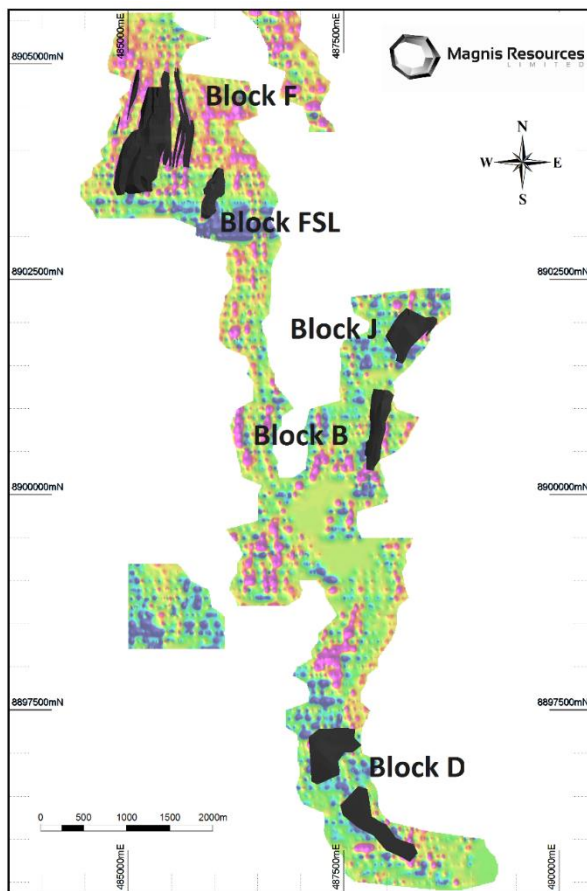 485000mE
487500mE
8905000mN
Magnis Resources
LIMITED
N
W E
S
Block F
Block FSL
8902500mN
8902500mN
Block J
Block B
8900000mN
8900000mN
8897500mN
8897500mN
Block D
0 500 1000 1500 2000m
485000mE
487500mE
490000mE